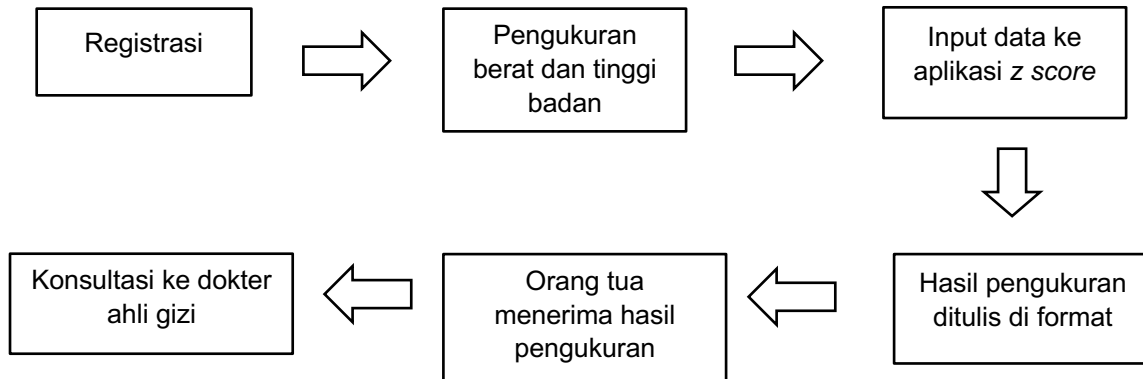 Registrasi
Pengukuran
berat dan tinggi
badan
Input data ke
aplikasi z score
Hasil pengukuran
ditulis di format
Orang tua
menerima hasil
pengukuran
Konsultasi ke dokter
ahli gizi